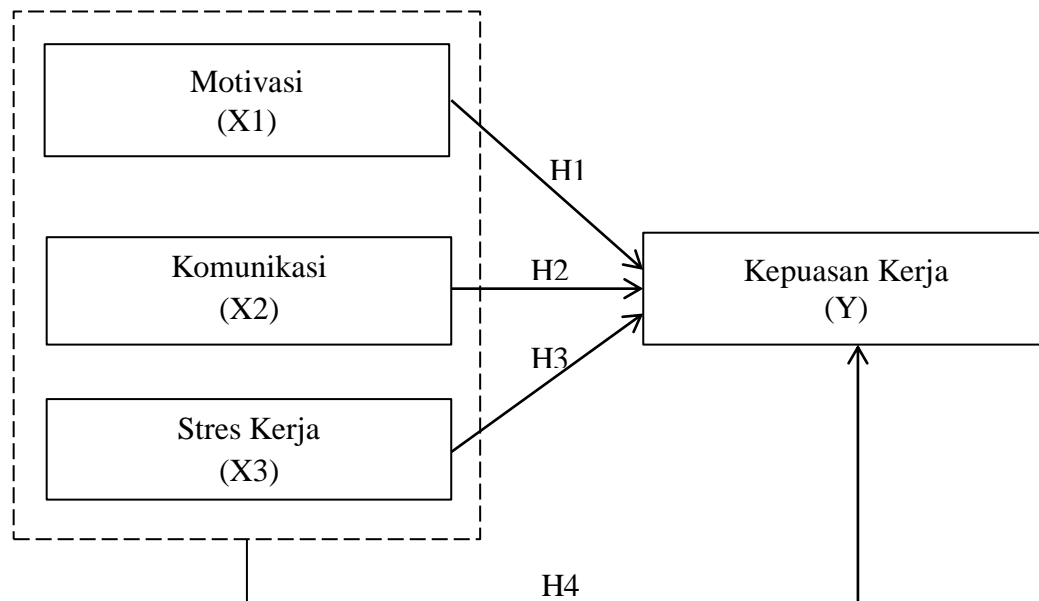 Motivasi
(X1)
H1
Komunikasi
(X2)
H2
Kepuasan Kerja
(Y)
H3
Stres Kerja
(X3)
H4